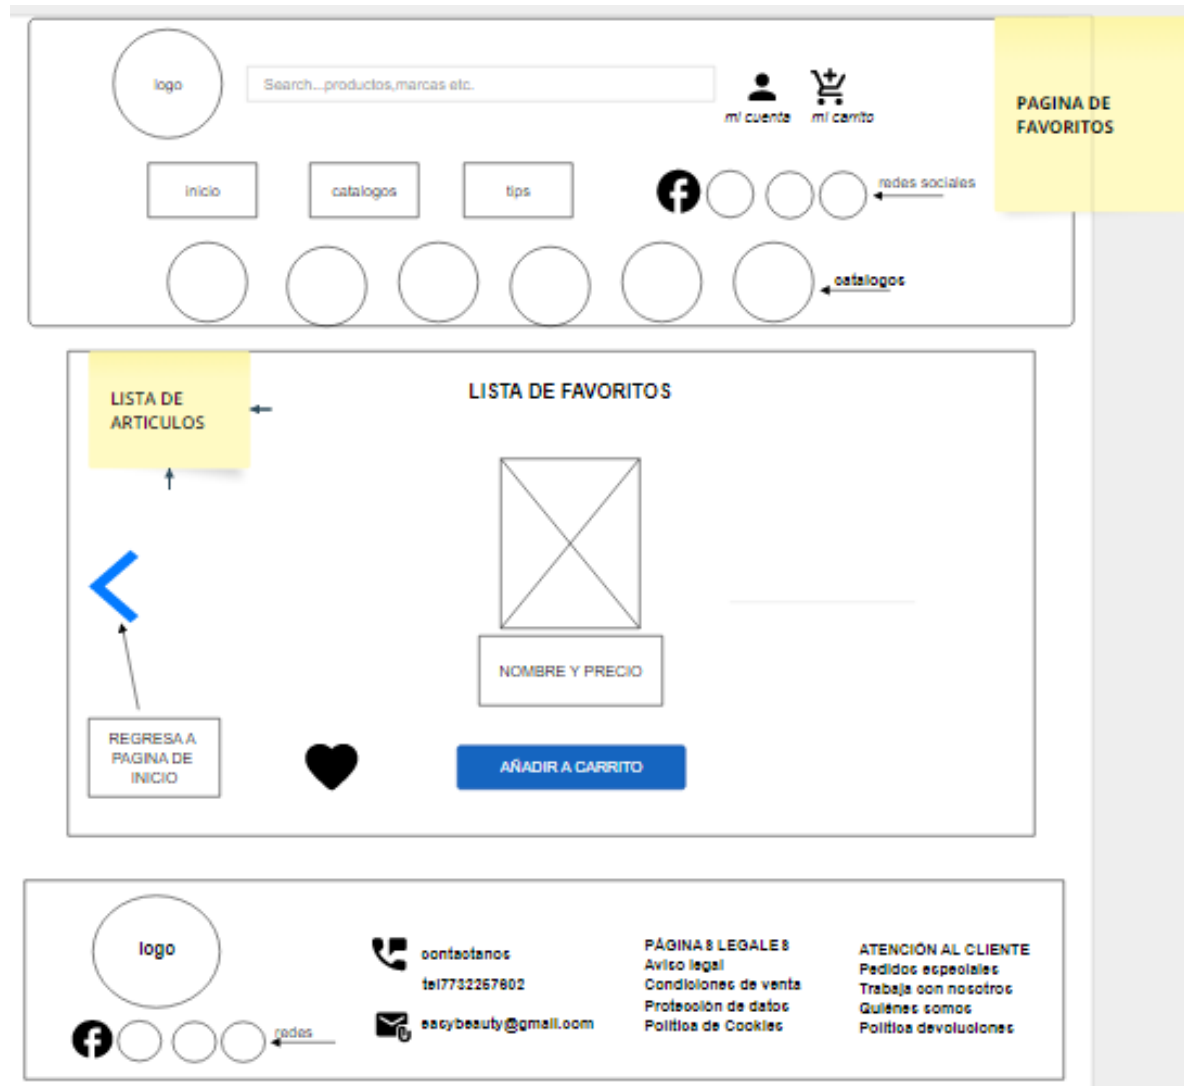 logo
Search...productos,marcas etc.
mi cuenta
mi carrito
PAGINA DE
FAVORITOS
inicio
catalogos
tips
redes sociales
catalogos
LISTA DE
ARTICULOS
LISTA DE FAVORITOS
NOMBRE Y PRECIO
REGRESA A
PAGINA DE
INICIO
AÑADIR A CARRITO
logo
redes
contactanos
tel7732257602
easybeauty@gmail.com
PÁGINAS LEGALES
Aviso legal
Condiciones de venta
Protección de datos
Politica de Cookies
ATENCIÓN AL CLIENTE
Pedidos especiales
Trabaja con nosotros
Quiénes somos
Politica devoluciones